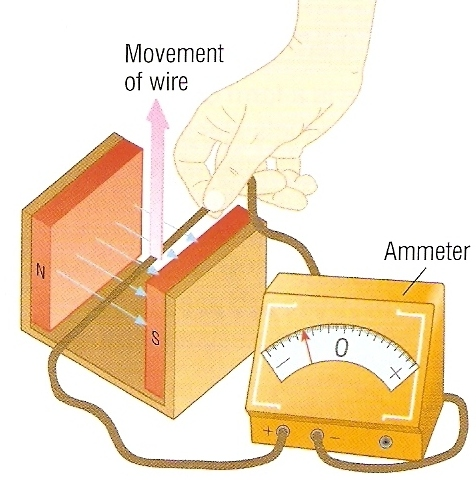 Movement
of wire
N
S
Ammeter
0
− +
+ −